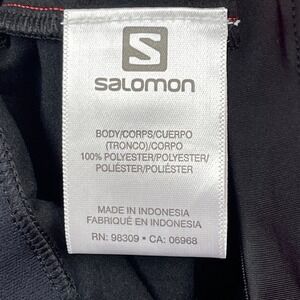 S
salomon
BODY/CORPS/CUERPO
(TRONCO)/CORPO
100% POLYESTER/POLYESTER/
POLIÉSTER/POLIÉSTER
MADE IN INDONESIA
FABRIQUÉ EN INDONESIA
RN: 98309 • CA: 06968